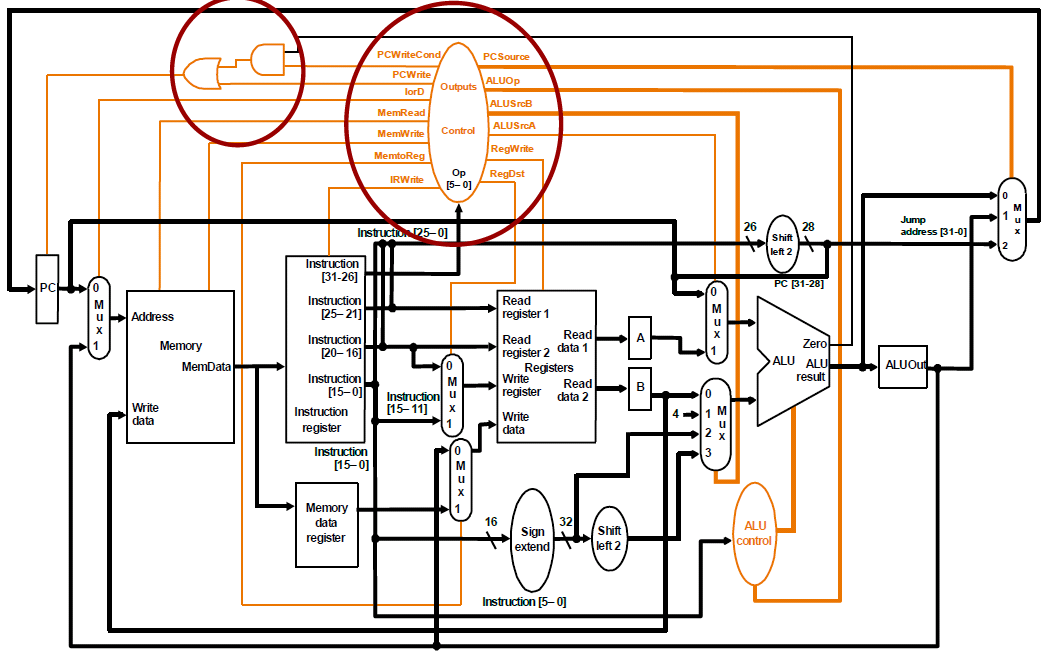 PCWriteCond
PCWrite
IorD
MemRead
MemWrite
MemtoReg
IRWrite
Outputs
Control
Op
[5– 0]
PCSource
ALUOp
ALUSrcB
ALUSrcA
RegWrite
RegDst
Instruction [25– 0]
26
Shift
left 2
28
Jump
address [31-0]
PC [31-28]
0
1
2
M
u
x
PC
0
M
u
x
1
Address
Memory
MemData
Write
data
Instruction
[31-26]
Instruction
[25– 21]
Instruction
[20– 16]
Instruction
[15– 0]
Instruction
register
Instruction
[15– 0]
Instruction
[15– 11]
0
M
u
x
1
0
M
u
x
1
Memory
data
register
Read
register 1
Read
register 2
Registers
Write
register
Write
data
Read
data 1
Read
data 2
A
B
0
M
u
x
1
4
0
1
2
3
M
u
x
Zero
ALU
ALU
result
ALUOut
16
Sign
extend
32
Shift
left 2
ALU
control
Instruction [5– 0]